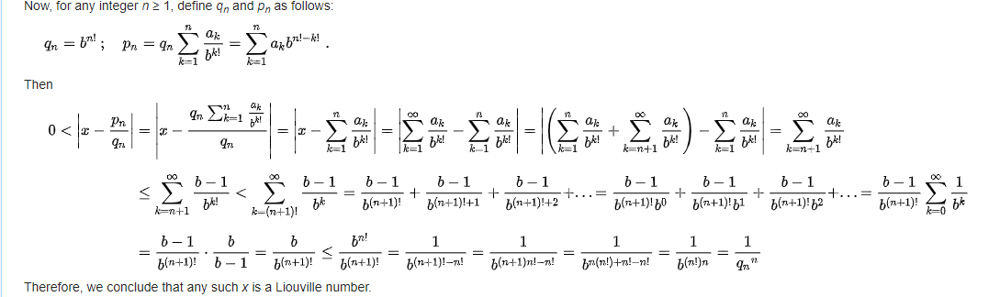 Now, for any integer n ≥ 1, define qₙ and pₙ as follows:
$q_n = b^{n!}\,;\quad p_n = q_n \sum_{k=1}^{n} \frac{a_k}{b^{k!}} = \sum_{k=1}^{n} a_k b^{n!-k!}\;.$
Then
$0 < \left| x - \frac{p_n}{q_n} \right| = \left| x - \frac{q_n \sum_{k=1}^{n} \frac{a_k}{b^{k!}}}{q_n} \right| = \left| x - \sum_{k=1}^{n} \frac{a_k}{b^{k!}} \right| = \left| \sum_{k=1}^{\infty} \frac{a_k}{b^{k!}} - \sum_{k=1}^{n} \frac{a_k}{b^{k!}} \right| = \left| \left( \sum_{k=1}^{n} \frac{a_k}{b^{k!}} + \sum_{k=n+1}^{\infty} \frac{a_k}{b^{k!}} \right) - \sum_{k=1}^{n} \frac{a_k}{b^{k!}} \right| = \sum_{k=n+1}^{\infty} \frac{a_k}{b^{k!}}$
$\leq \sum_{k=n+1}^{\infty} \frac{b-1}{b^{k!}} < \sum_{k=(n+1)!}^{\infty} \frac{b-1}{b^k} = \frac{b-1}{b^{(n+1)!}} + \frac{b-1}{b^{(n+1)!+1}} + \frac{b-1}{b^{(n+1)!+2}} + \ldots = \frac{b-1}{b^{(n+1)!}b^0} + \frac{b-1}{b^{(n+1)!}b^1} + \frac{b-1}{b^{(n+1)!}b^2} + \ldots = \frac{b-1}{b^{(n+1)!}} \sum_{k=0}^{\infty} \frac{1}{b^k}$
$= \frac{b-1}{b^{(n+1)!}} \cdot \frac{b}{b-1} = \frac{b}{b^{(n+1)!}} \leq \frac{b^{n!}}{b^{(n+1)!}} = \frac{1}{b^{(n+1)!-n!}} = \frac{1}{b^{(n+1)n!-n!}} = \frac{1}{b^{n(n!)+n!-n!}} = \frac{1}{b^{(n!)n}} = \frac{1}{{q_n}^n}$
Therefore, we conclude that any such x is a Liouville number.